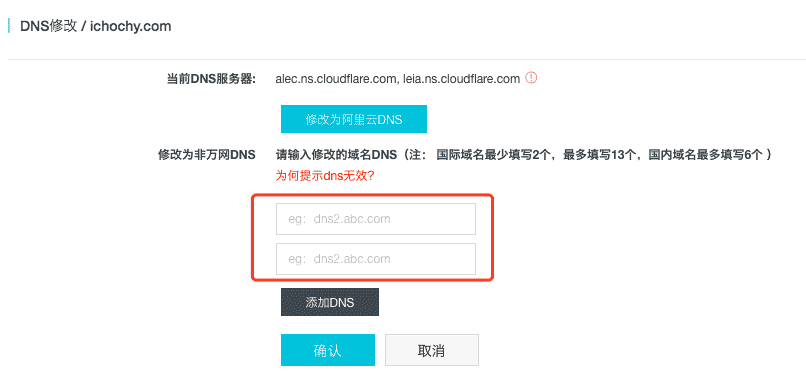 DNS修改 / ichochy.com
当前DNS服务器: alec.ns.cloudflare.com, leia.ns.cloudflare.com
修改为阿里云DNS
修改为非万网DNS 请输入修改的域名DNS（注： 国际域名最少填写2个，最多填写13个，国内域名最多填写6个 ）
为何提示dns无效?
eg：dns2.abc.com
eg：dns2.abc.com
添加DNS
确认 取消